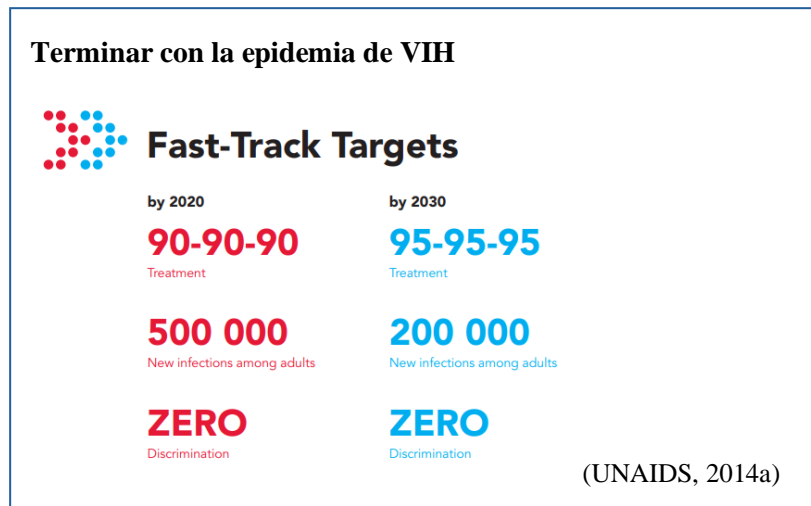 Terminar con la epidemia de VIH
Fast-Track Targets
by 2020 by 2030
90-90-90 95-95-95
Treatment Treatment
500 000 200 000
New infections among adults New infections among adults
ZERO ZERO
Discrimination Discrimination
(UNAIDS, 2014a)